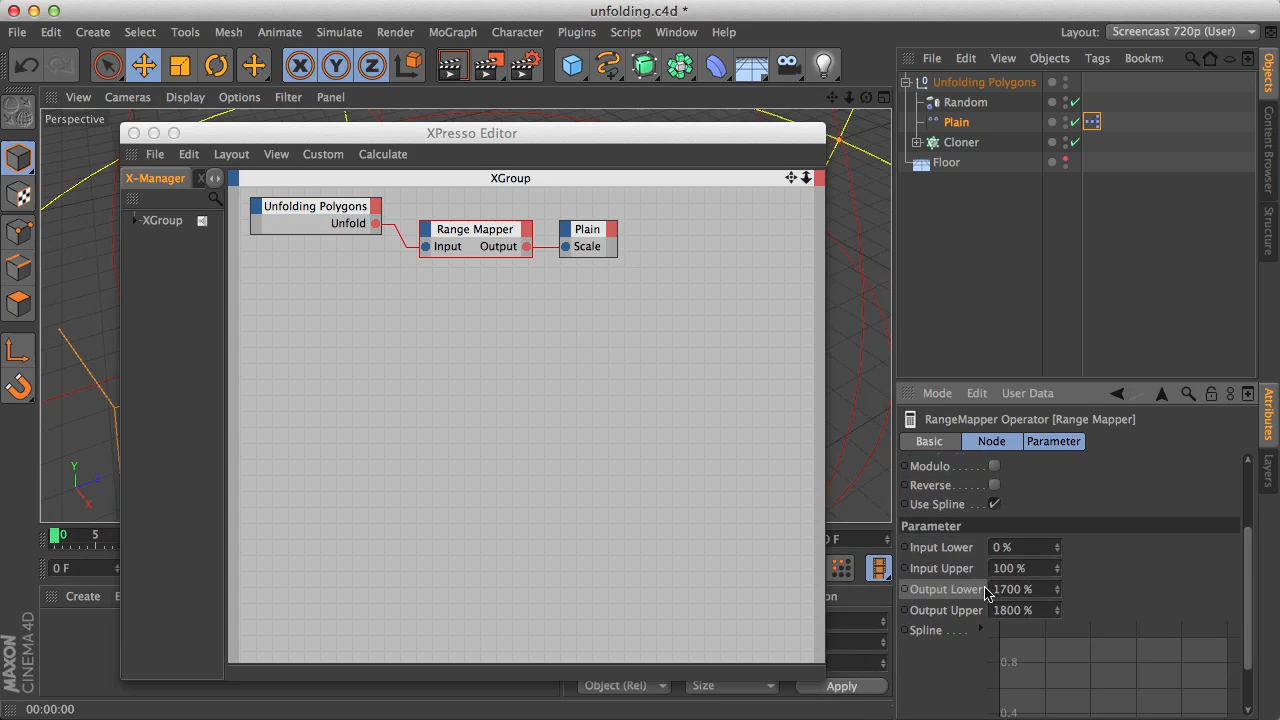 unfolding.c4d *
File Edit Create Select Tools Mesh Animate Simulate Render MoGraph Character Plugins Script Window Help
Layout: Screencast 720p (User)
X Y Z
File Edit View Objects Tags Bookm
View Cameras Display Options Filter Panel
Perspective
Unfolding Polygons
Random
Plain
Cloner
Floor
XPresso Editor
File Edit Layout View Custom Calculate
X-Manager X
XGroup
XGroup
Unfolding Polygons
Unfold
Range Mapper
Input Output
Plain
Scale
Mode Edit User Data
RangeMapper Operator [Range Mapper]
Basic Node Parameter
Modulo
Reverse
Use Spline
Parameter
Input Lower 0 %
Input Upper 100 %
Output Lower 1700 %
Output Upper 1800 %
Spline
0.8
0.4
Objects
Content Browser
Structure
Attributes
Layers
Y
Z
X
0 5
0 F
Create
Object (Rel) Size Apply
MAXON
CINEMA 4D
00:00:00